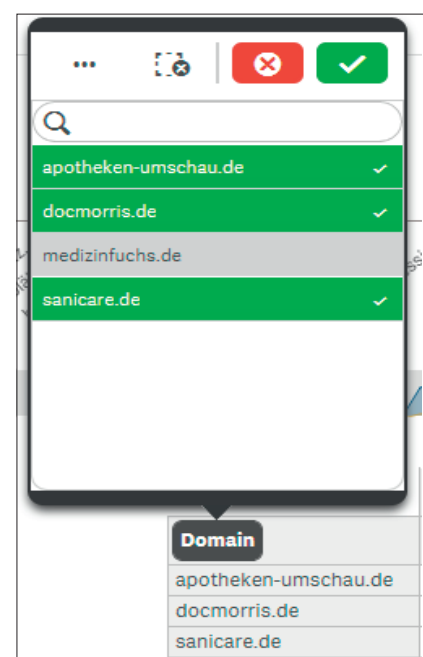 apotheken-umschau.de
docmorris.de
medizinfuchs.de
sanicare.de
Domain
apotheken-umschau.de
docmorris.de
sanicare.de